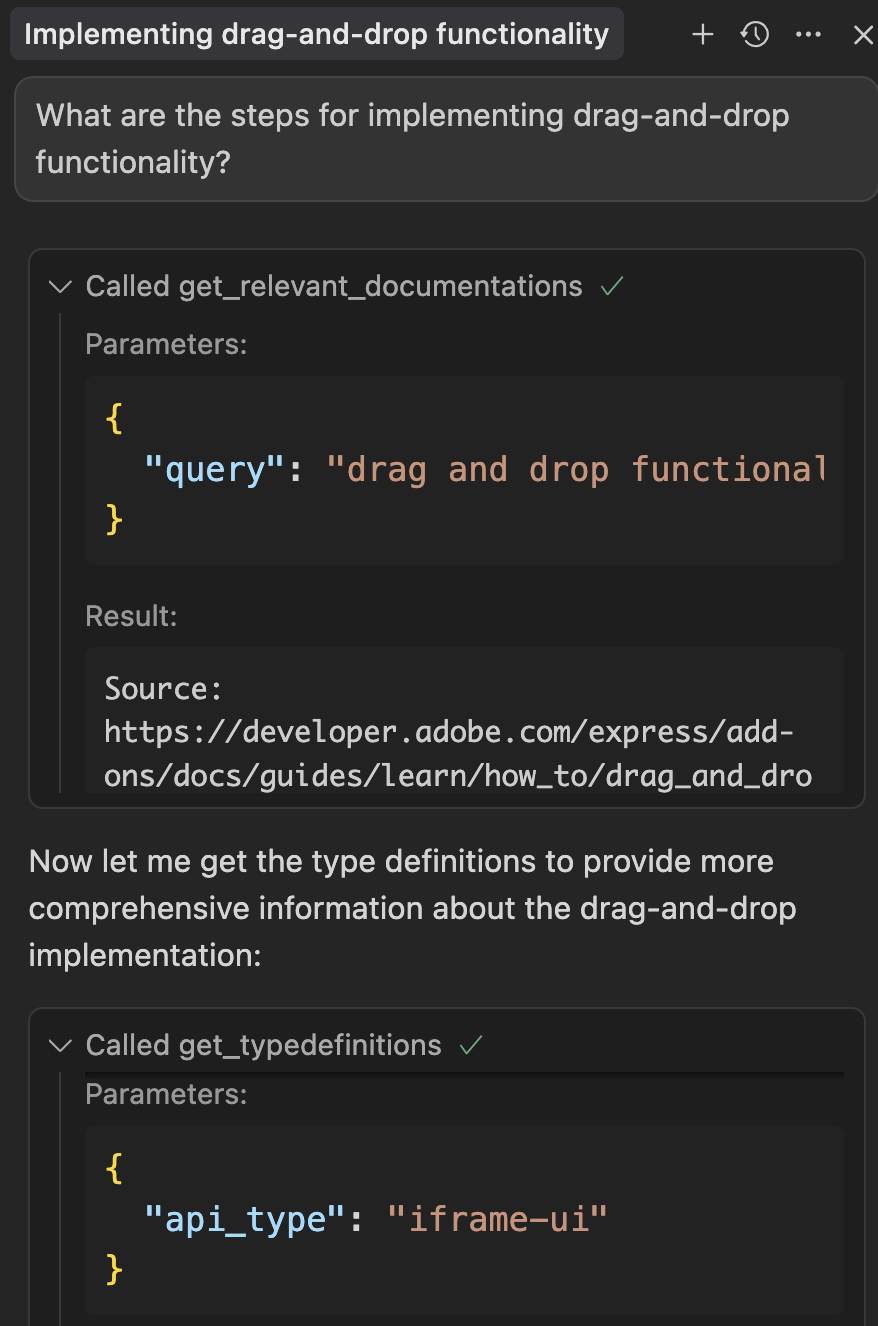 Implementing drag-and-drop functionality
What are the steps for implementing drag-and-drop
functionality?
Called get_relevant_documentations
Parameters:
{
"query": "drag and drop functional
}
Result:
Source:
https://developer.adobe.com/express/add-
ons/docs/guides/learn/how_to/drag_and_dro
Now let me get the type definitions to provide more
comprehensive information about the drag-and-drop
implementation:
Called get_typedefinitions
Parameters:
{
"api_type": "iframe-ui"
}